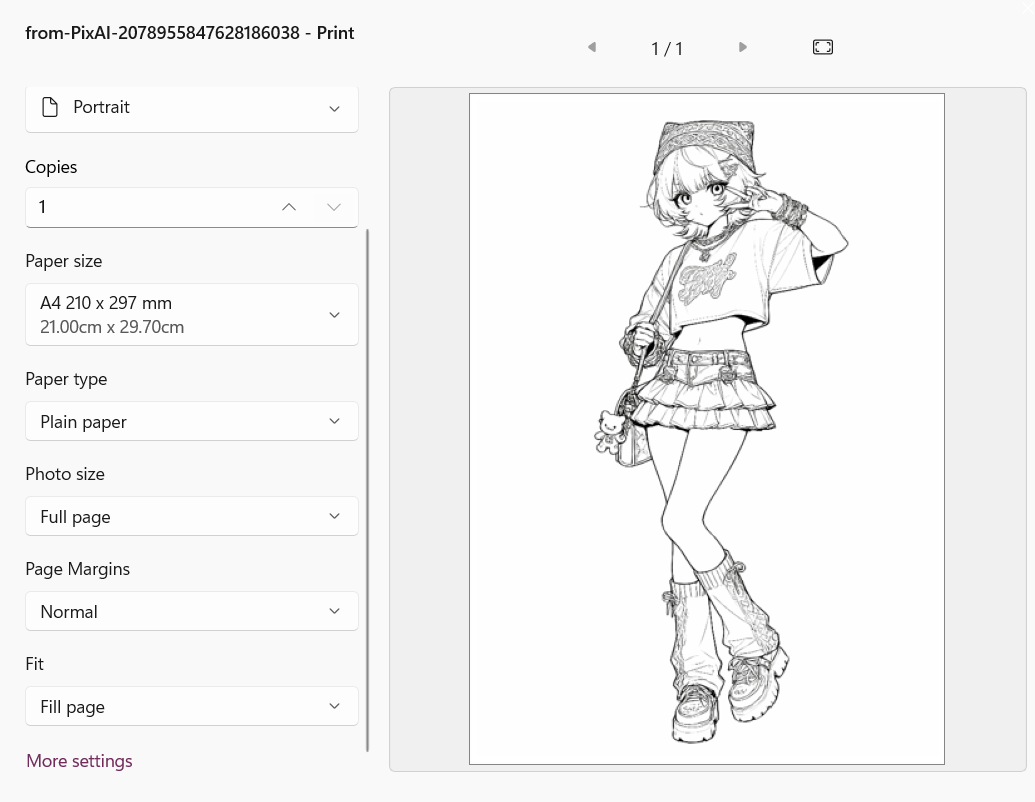 from-PixAI-2078955847628186038 - Print
1 / 1
Portrait
Copies
1
Paper size
A4 210 x 297 mm
21.00cm x 29.70cm
Paper type
Plain paper
Photo size
Full page
Page Margins
Normal
Fit
Fill page
More settings